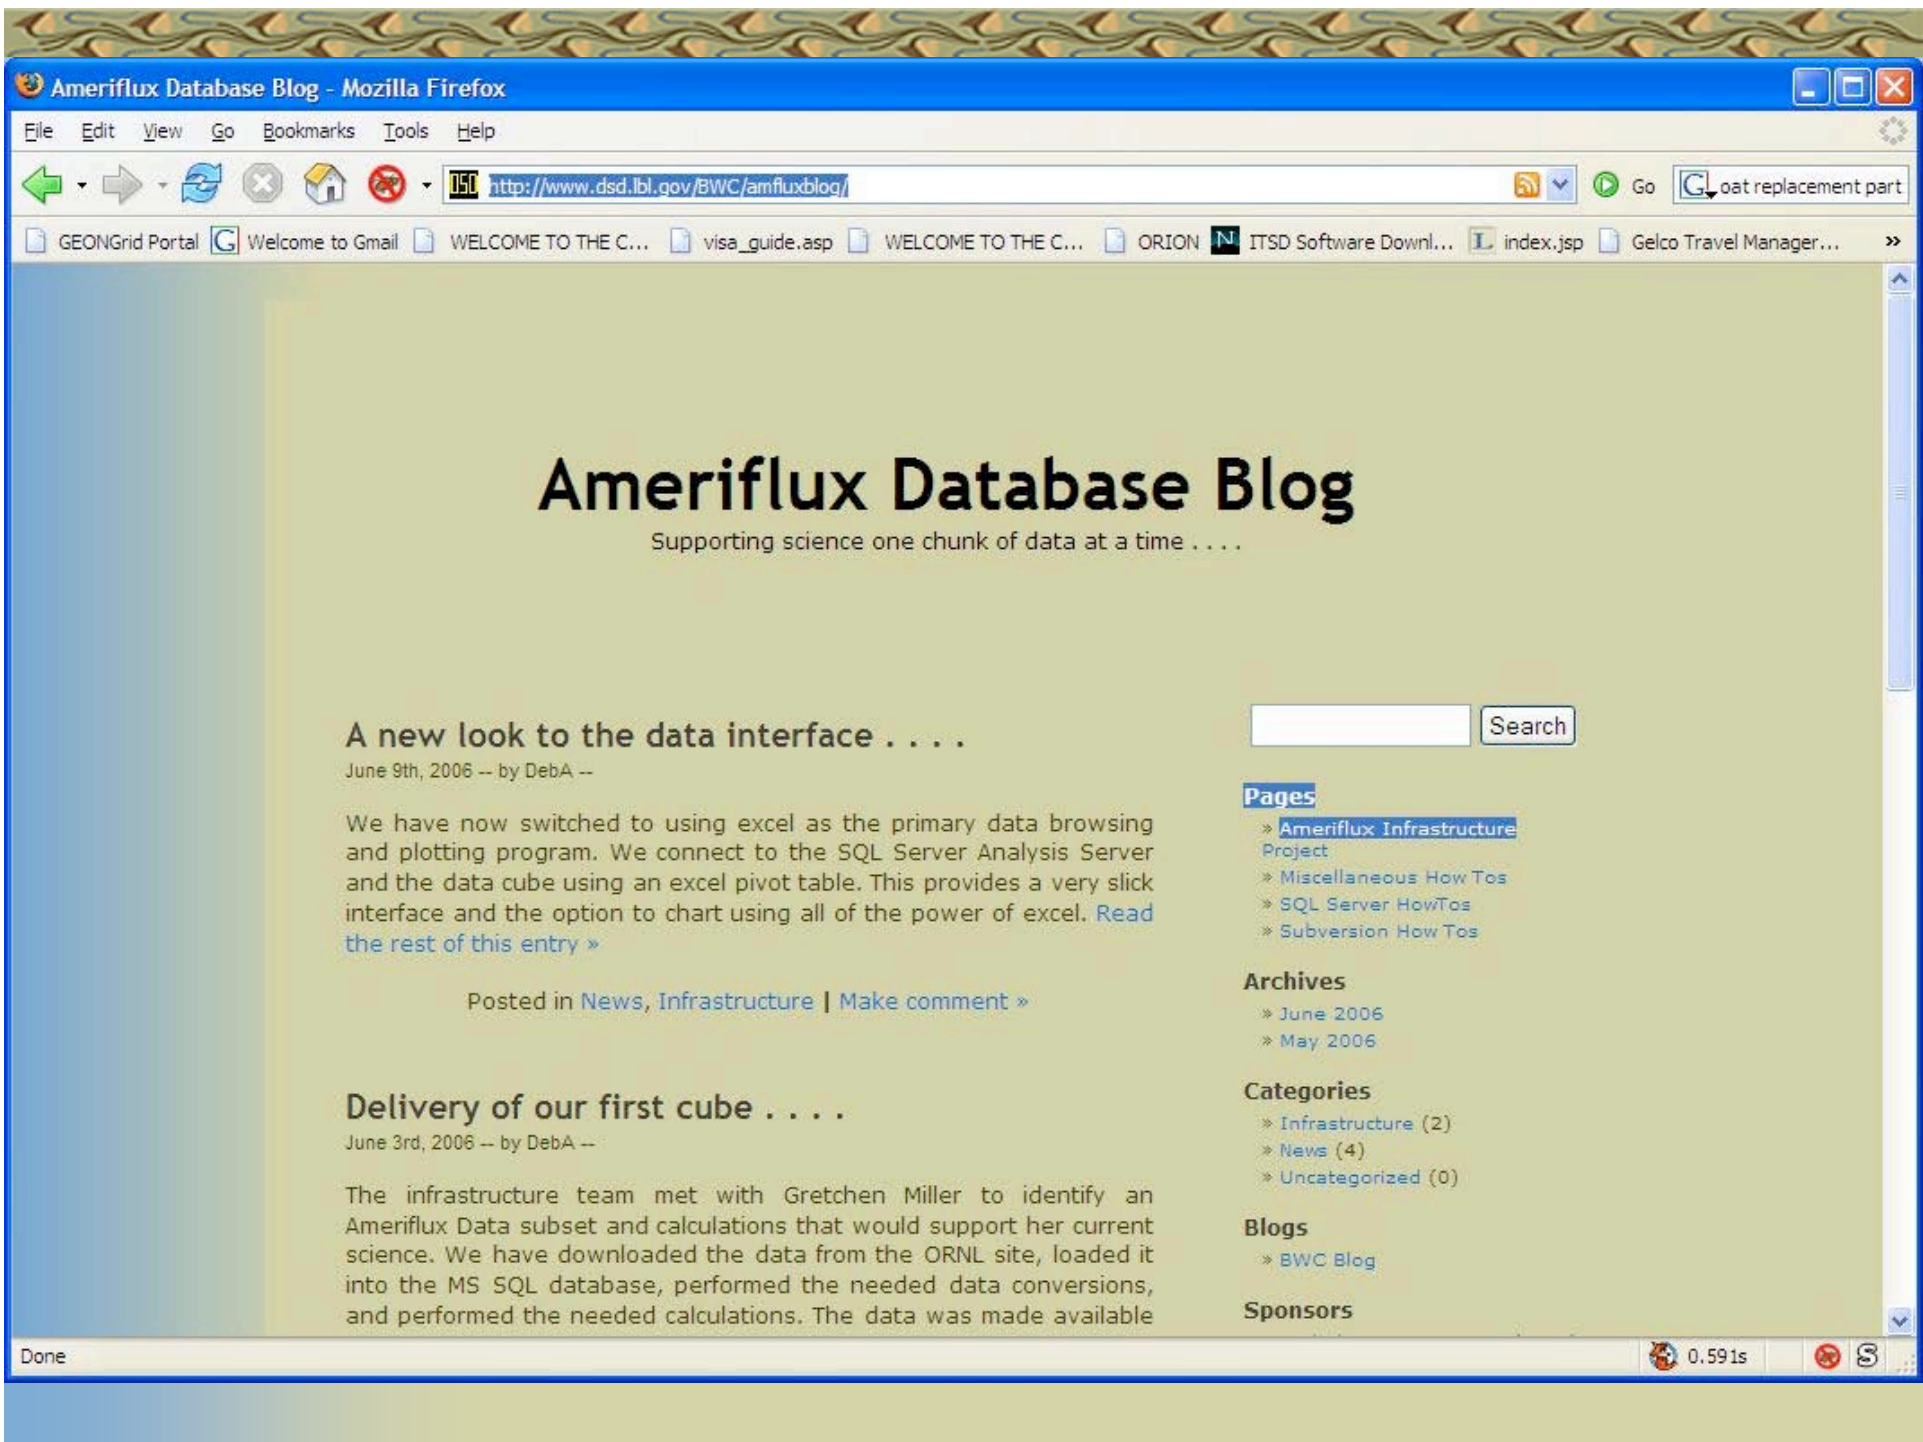 Ameriflux Database Blog - Mozilla Firefox
File Edit View Go Bookmarks Tools Help
DSD http://www.dsd.lbl.gov/BWC/amfluxblog/ Go G oat replacement part
GEONGrid Portal G Welcome to Gmail WELCOME TO THE C... visa_guide.asp WELCOME TO THE C... ORION N ITSD Software Downl... L index.jsp Gelco Travel Manager... »
Ameriflux Database Blog
Supporting science one chunk of data at a time . . . .
A new look to the data interface . . . .
June 9th, 2006 -- by DebA --
We have now switched to using excel as the primary data browsing
and plotting program. We connect to the SQL Server Analysis Server
and the data cube using an excel pivot table. This provides a very slick
interface and the option to chart using all of the power of excel. Read
the rest of this entry »
Posted in News, Infrastructure | Make comment »
Delivery of our first cube . . . .
June 3rd, 2006 -- by DebA --
The infrastructure team met with Gretchen Miller to identify an
Ameriflux Data subset and calculations that would support her current
science. We have downloaded the data from the ORNL site, loaded it
into the MS SQL database, performed the needed data conversions,
and performed the needed calculations. The data was made available
Search
Pages
» Ameriflux Infrastructure
Project
» Miscellaneous How Tos
» SQL Server HowTos
» Subversion How Tos
Archives
» June 2006
» May 2006
Categories
» Infrastructure (2)
» News (4)
» Uncategorized (0)
Blogs
» BWC Blog
Sponsors
Done 0.591s S